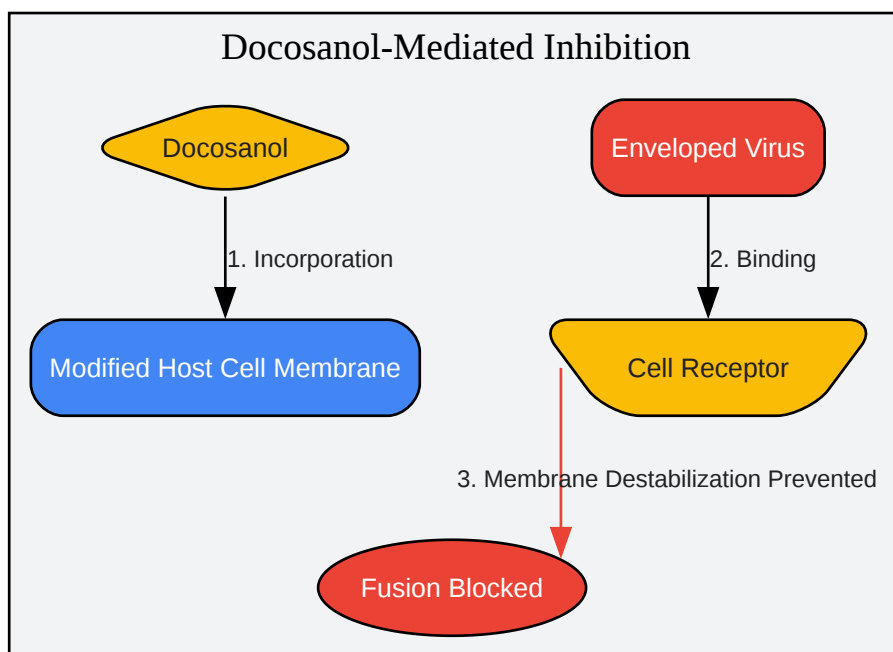 Docosanol-Mediated Inhibition
Docosanol
Enveloped Virus
1. Incorporation
2. Binding
Modified Host Cell Membrane
Cell Receptor
3. Membrane Destabilization Prevented
Fusion Blocked